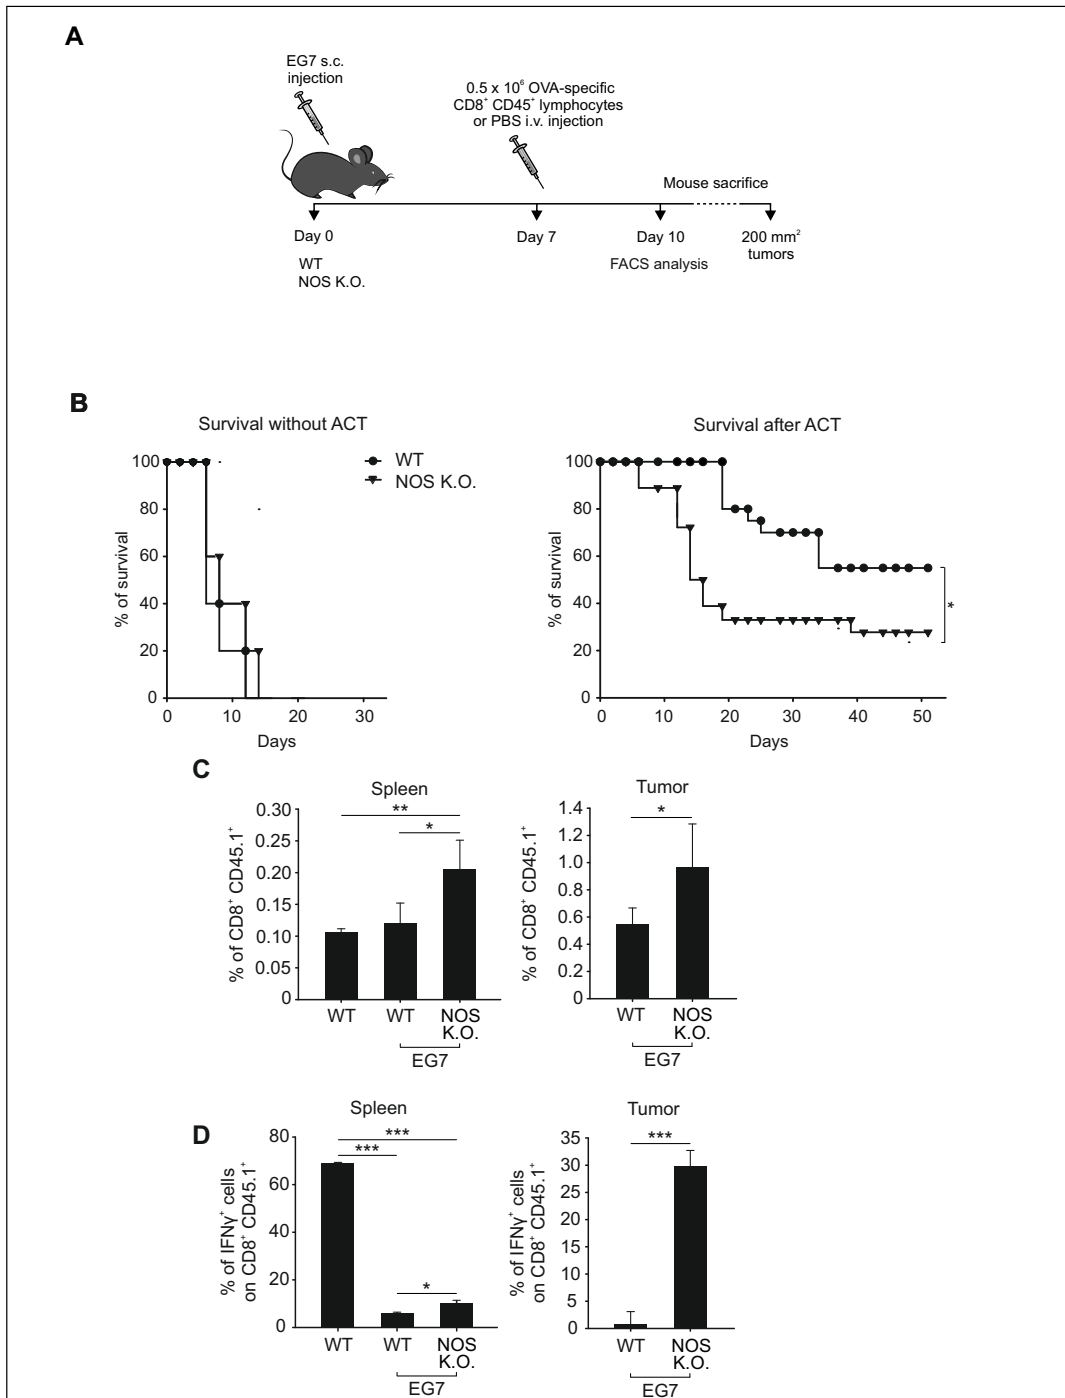 A
EG7 s.c.
injection
0.5 x 10⁶ OVA-specific
CD8⁺ CD45⁺ lymphocytes
or PBS i.v. injection
Mouse sacrifice
Day 0
Day 7
Day 10
200 mm²
tumors
WT
NOS K.O.
FACS analysis
B
Survival without ACT
WT
NOS K.O.
% of survival
100
80
60
40
20
0
0 10 20 30
Days
Survival after ACT
% of survival
100
80
60
40
20
0
0 10 20 30 40 50
Days
*
C
Spleen
% of CD8⁺ CD45.1⁺
0.30
0.25
0.20
0.15
0.10
0.05
0
**
*
WT WT NOS
K.O.
EG7
Tumor
% of CD8⁺ CD45.1⁺
1.4
1.2
1.0
0.8
0.6
0.4
0.2
0
*
WT NOS
K.O.
EG7
D
Spleen
% of IFNγ⁺ cells
on CD8⁺ CD45.1⁺
80
60
40
20
0
***
***
*
WT WT NOS
K.O.
EG7
Tumor
% of IFNγ⁺ cells
on CD8⁺ CD45.1⁺
35
30
25
20
15
10
5
0
***
WT NOS
K.O.
EG7